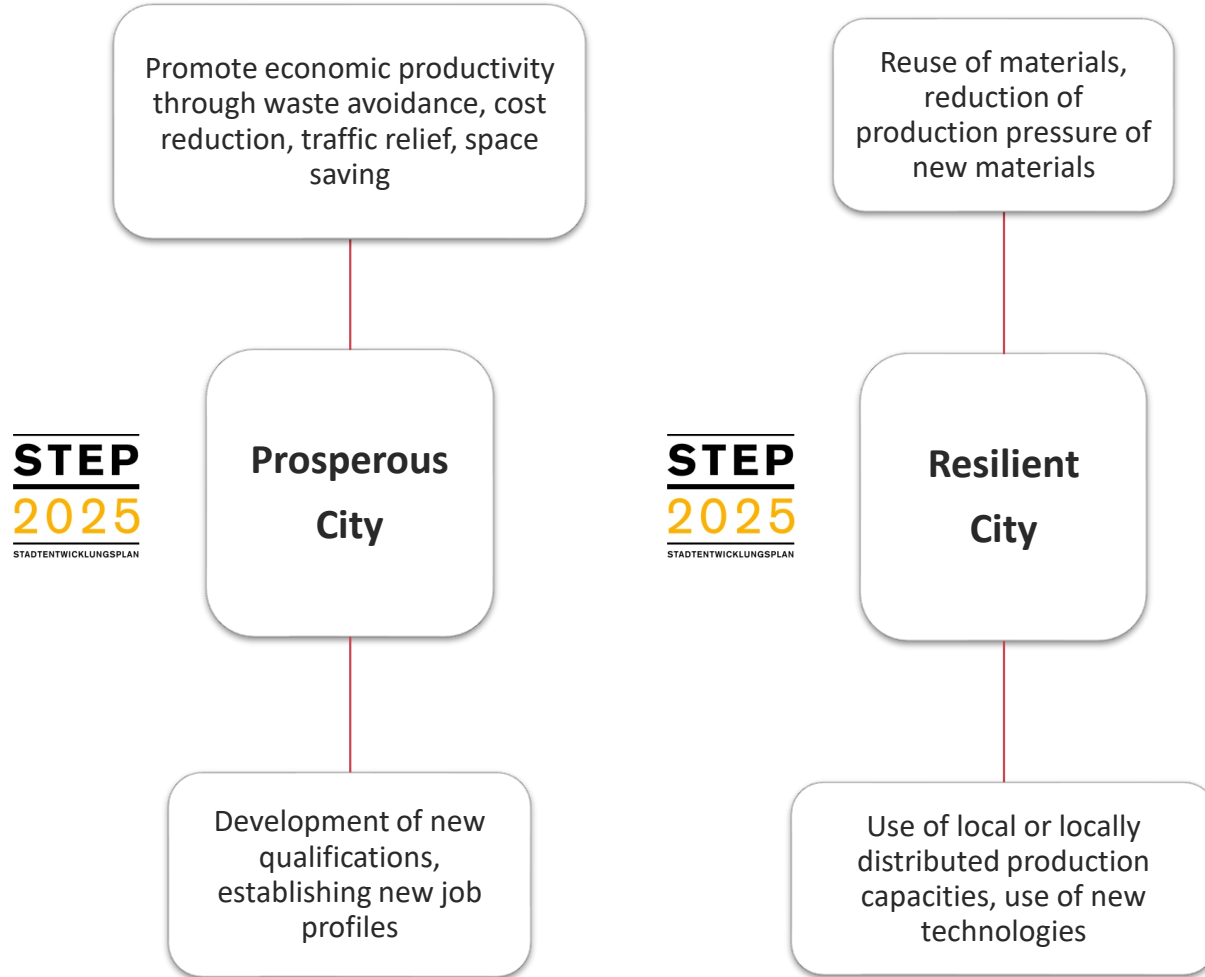 Promote economic productivity
through waste avoidance, cost
reduction, traffic relief, space
saving
STEP
2025
STADTENTWICKLUNGSPLAN
Prosperous
City
Development of new
qualifications,
establishing new job
profiles
Reuse of materials,
reduction of
production pressure of
new materials
STEP
2025
STADTENTWICKLUNGSPLAN
Resilient
City
Use of local or locally
distributed production
capacities, use of new
technologies